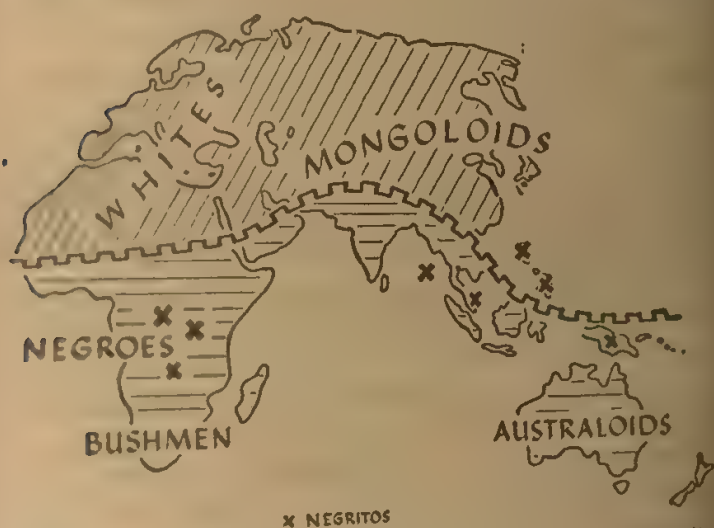 WHITES
MONGOLOIDS
NEGROES
BUSHMEN
AUSTRALOIDS
x NEGRITOS